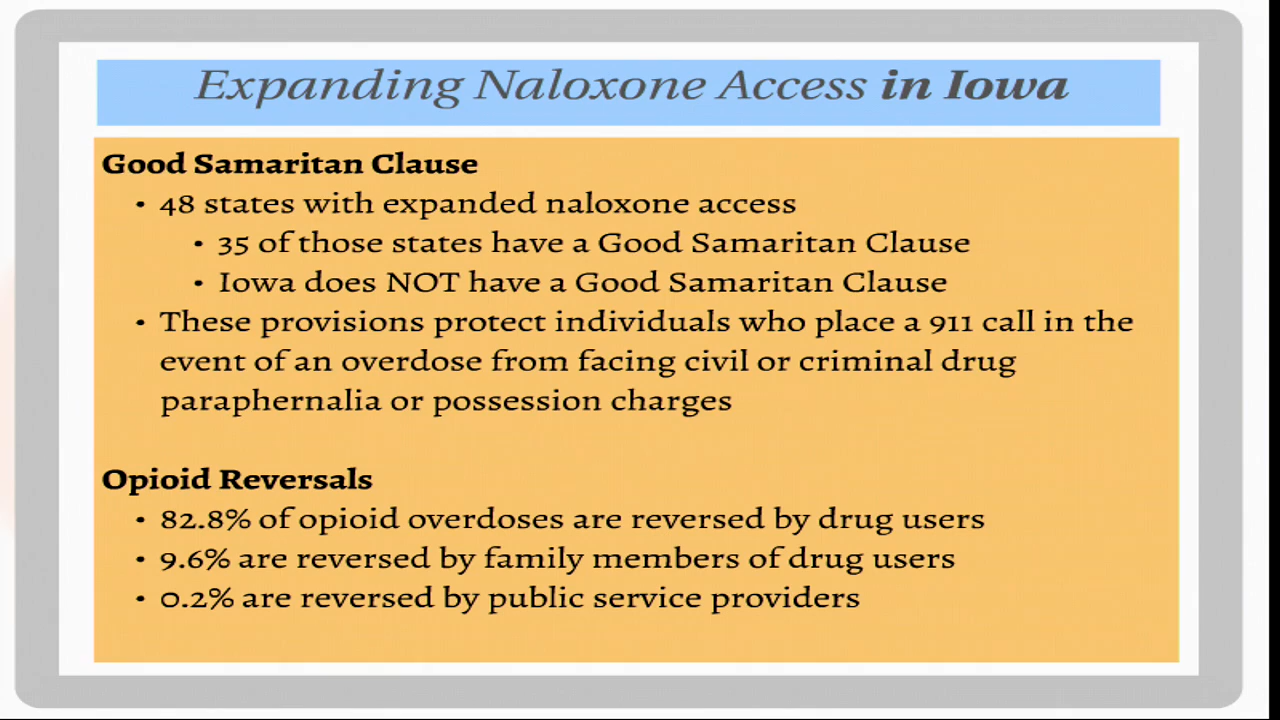 Expanding Naloxone Access in Iowa
Good Samaritan Clause
• 48 states with expanded naloxone access
• 35 of those states have a Good Samaritan Clause
• Iowa does NOT have a Good Samaritan Clause
• These provisions protect individuals who place a 911 call in the
event of an overdose from facing civil or criminal drug
paraphernalia or possession charges
Opioid Reversals
• 82.8% of opioid overdoses are reversed by drug users
• 9.6% are reversed by family members of drug users
• 0.2% are reversed by public service providers